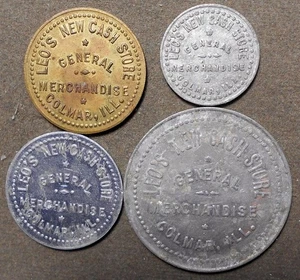 LEO'S NEW CASH STORE
GENERAL
MERCHANDISE
COLMAR, ILL.
LEO'S NEW CASH STORE
GENERAL
MERCHANDISE
COLMAR, ILL.
LEO'S NEW CASH STORE
GENERAL
MERCHANDISE
COLMAR, ILL.
LEO'S NEW CASH STORE
GENERAL
MERCHANDISE
COLMAR, ILL.